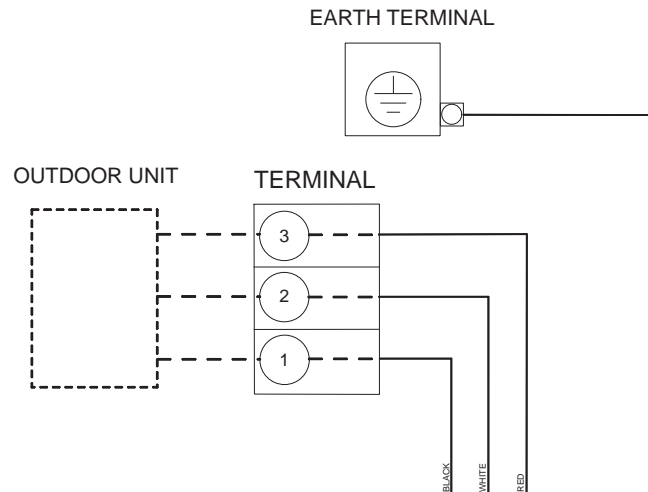 EARTH TERMINAL
OUTDOOR UNIT
TERMINAL
3
2
1
BLACK
WHITE
RED